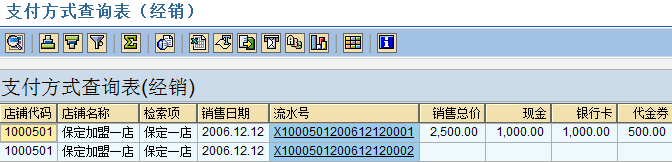 支付方式查询表（经销）
支付方式查询表(经销)
店铺代码 店铺名称 检索项 销售日期 流水号 销售总价 现金 银行卡 代金券
1000501 保定加盟一店 保定一店 2006.12.12 X1000501200612120001 2,500.00 1,000.00 1,000.00 500.00
1000501 保定加盟一店 保定一店 2006.12.12 X1000501200612120002